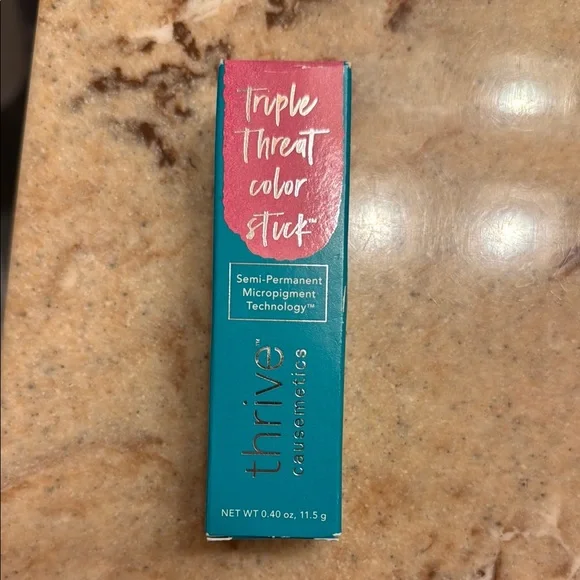 Triple
Threat
color
stick™
Semi-Permanent
Micropigment
Technology™
thrive™
causemetics
NET WT 0.40 oz, 11.5 g